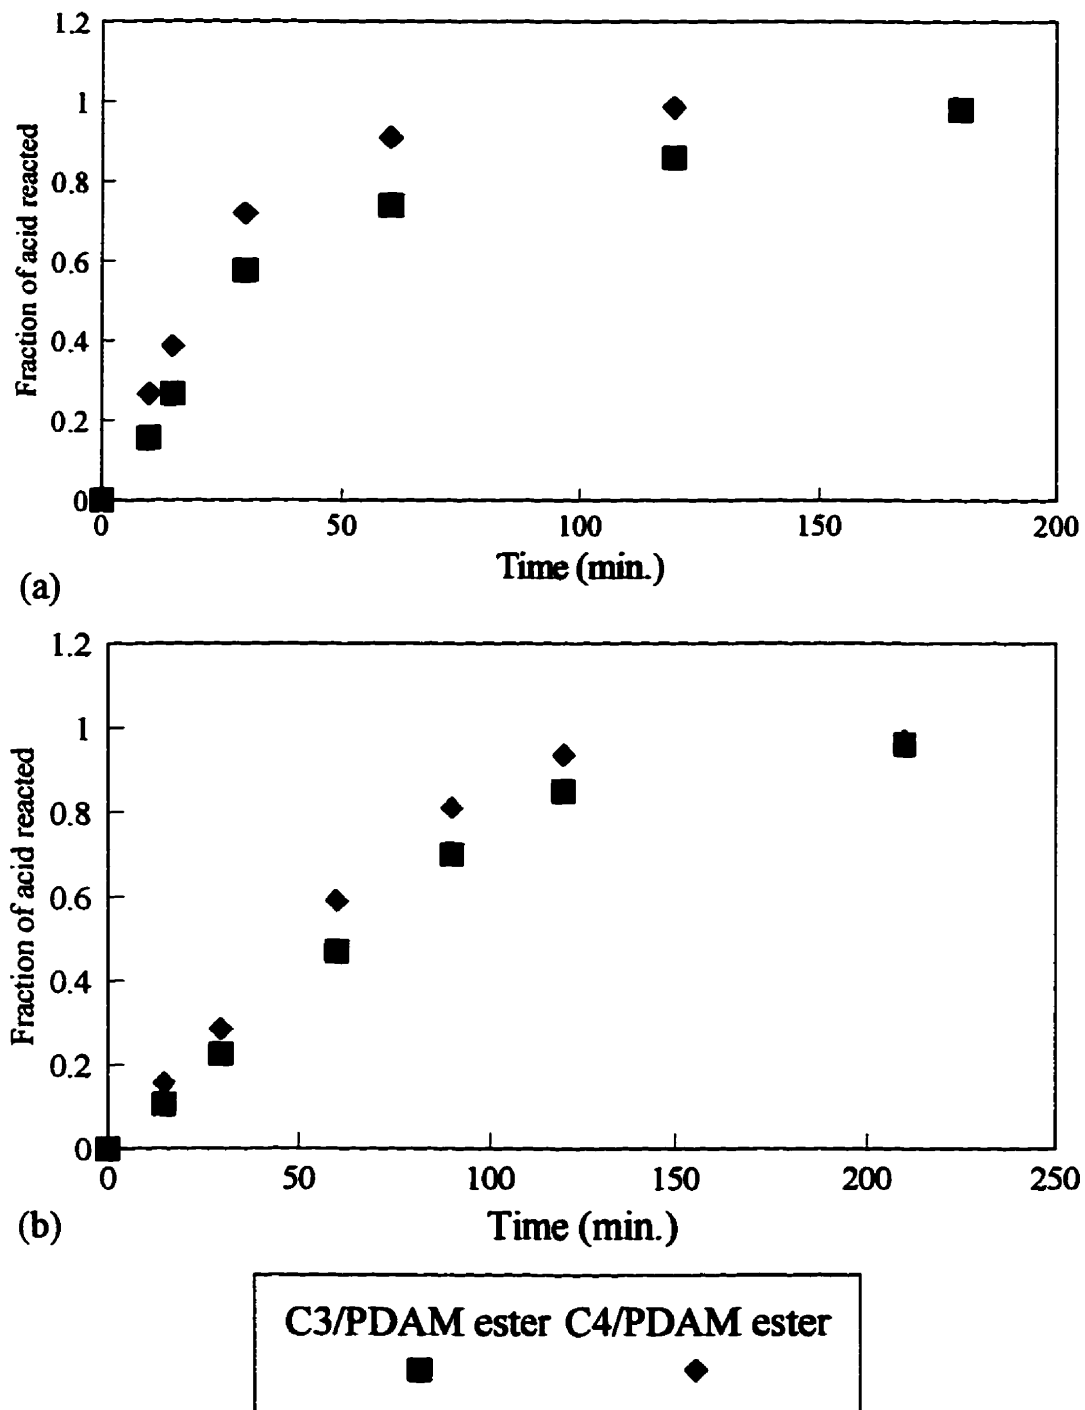 1.2
1
0.8
0.6
0.4
0.2
0
Fraction of acid reacted
0 50 100 150 200
Time (min.)
(a)
1.2
1
0.8
0.6
0.4
0.2
0
Fraction of acid reacted
0 50 100 150 200 250
Time (min.)
(b)
C3/PDAM ester C4/PDAM ester